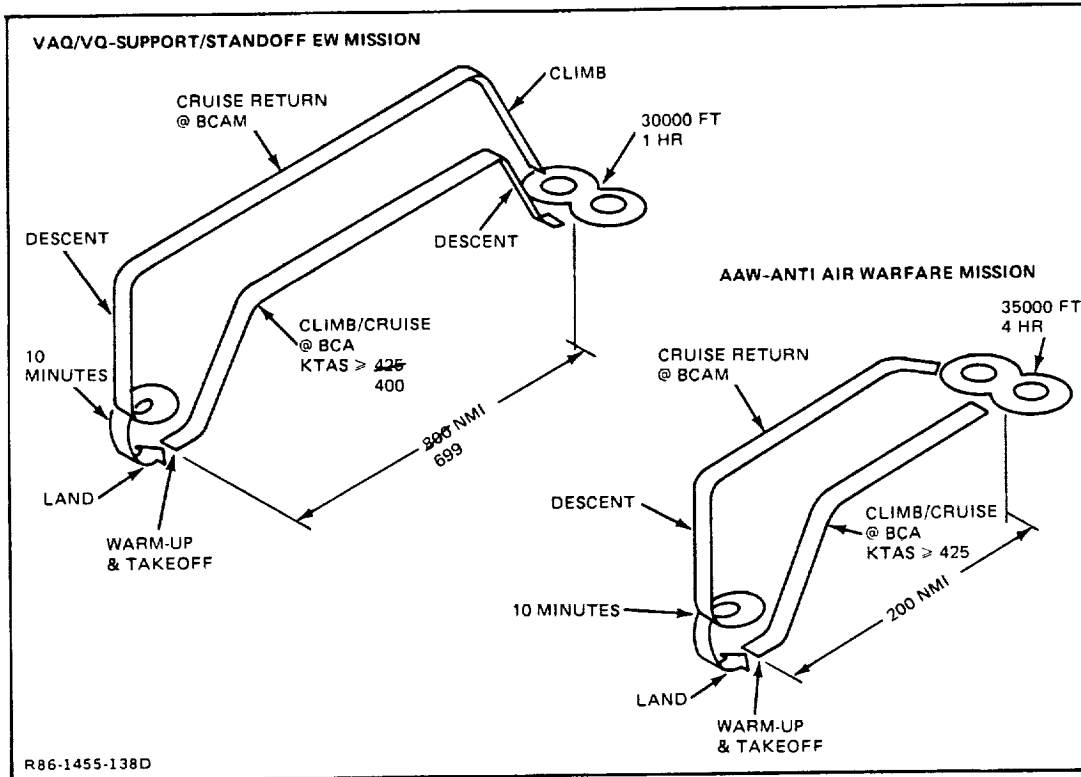 VAQ/VQ-SUPPORT/STANDOFF EW MISSION
CLIMB
CRUISE RETURN
@ BCAM
30000 FT
1 HR
DESCENT
DESCENT
CLIMB/CRUISE
@ BCA
KTAS ≥ 425
400
10
MINUTES
800 NMI
699
LAND
WARM-UP
& TAKEOFF
AAW-ANTI AIR WARFARE MISSION
35000 FT
4 HR
CRUISE RETURN
@ BCAM
DESCENT
CLIMB/CRUISE
@ BCA
KTAS ≥ 425
200 NMI
10 MINUTES
LAND
WARM-UP
& TAKEOFF
R86-1455-138D